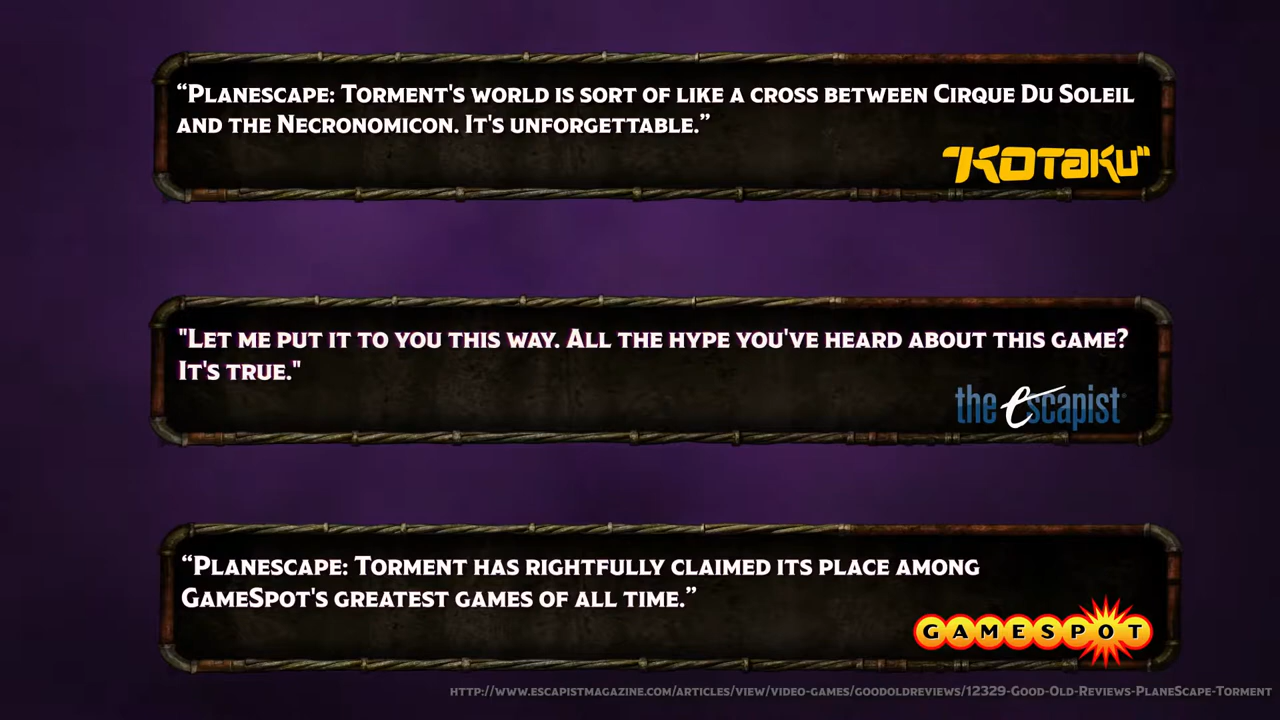 “Planescape: Torment's world is sort of like a cross between Cirque Du Soleil
and the Necronomicon. It's unforgettable.”
"KOTAKU"
"Let me put it to you this way. All the hype you've heard about this game?
It's true."
the escapist
“Planescape: Torment has rightfully claimed its place among
GameSpot's greatest games of all time.”
GAMESPOT
http://www.escapistmagazine.com/articles/view/video-games/goodoldreviews/12329-Good-Old-Reviews-PlaneScape-Torment